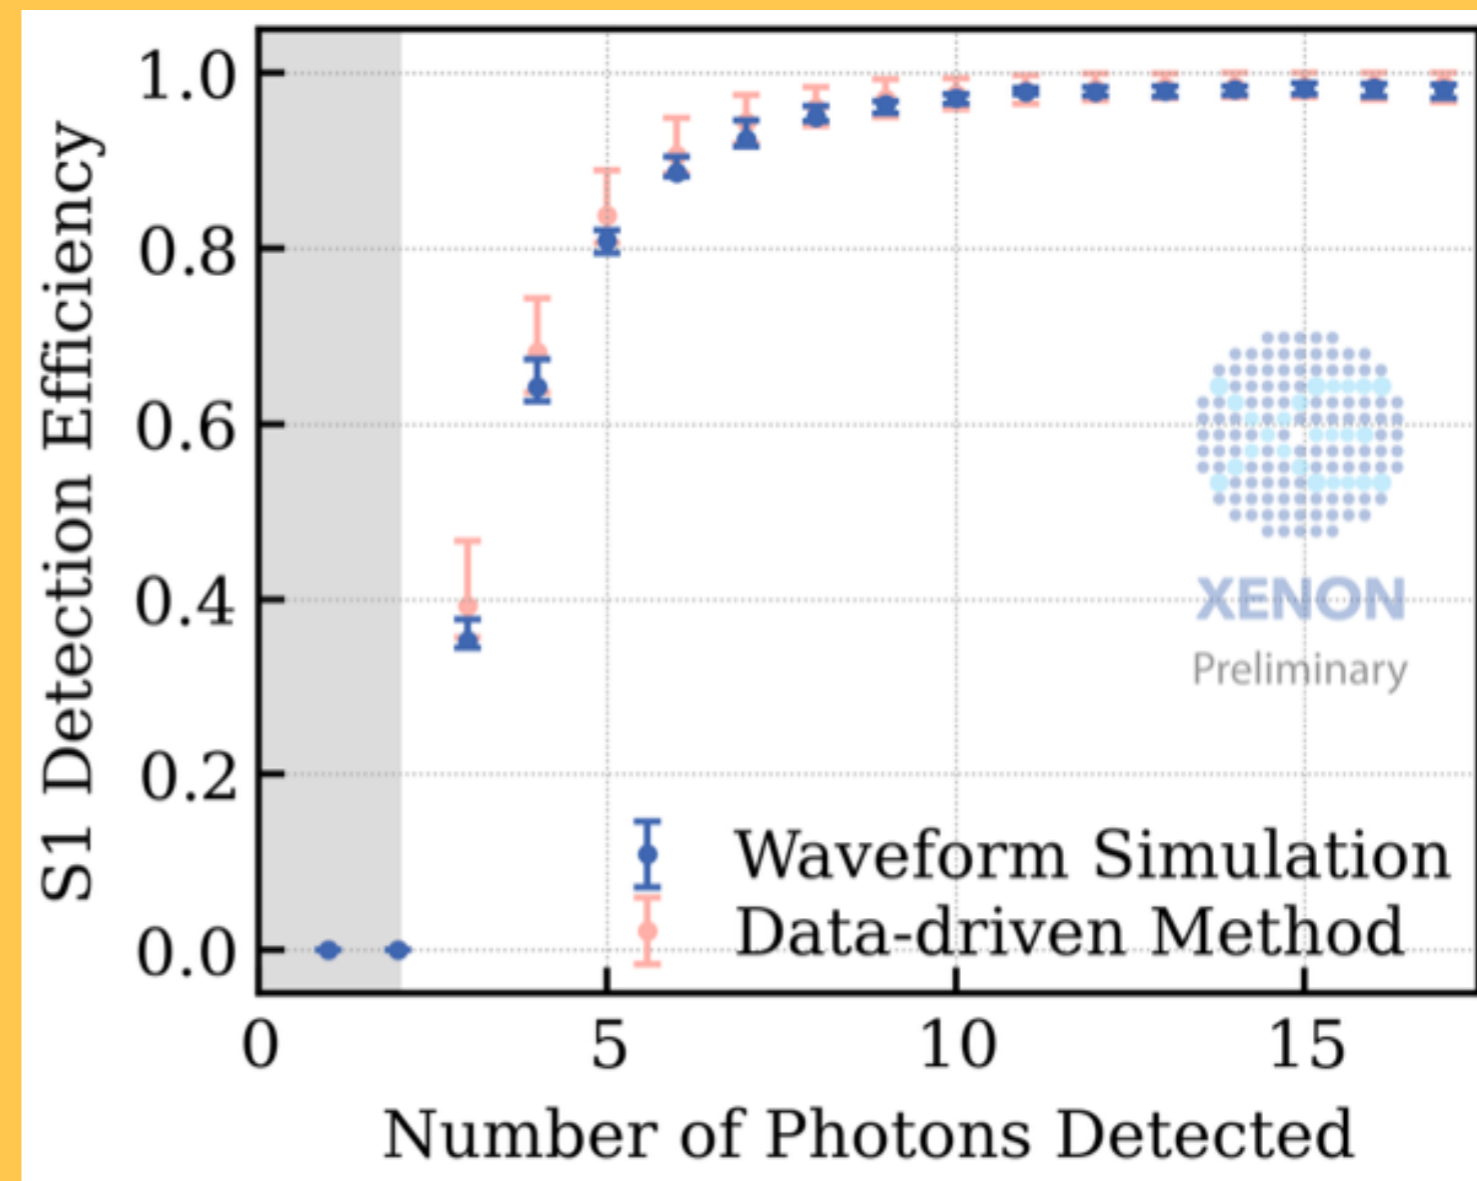 S1 Detection Efficiency
1.0
0.8
0.6
0.4
0.2
0.0
XENON
Preliminary
Waveform Simulation
Data-driven Method
0 5 10 15
Number of Photons Detected